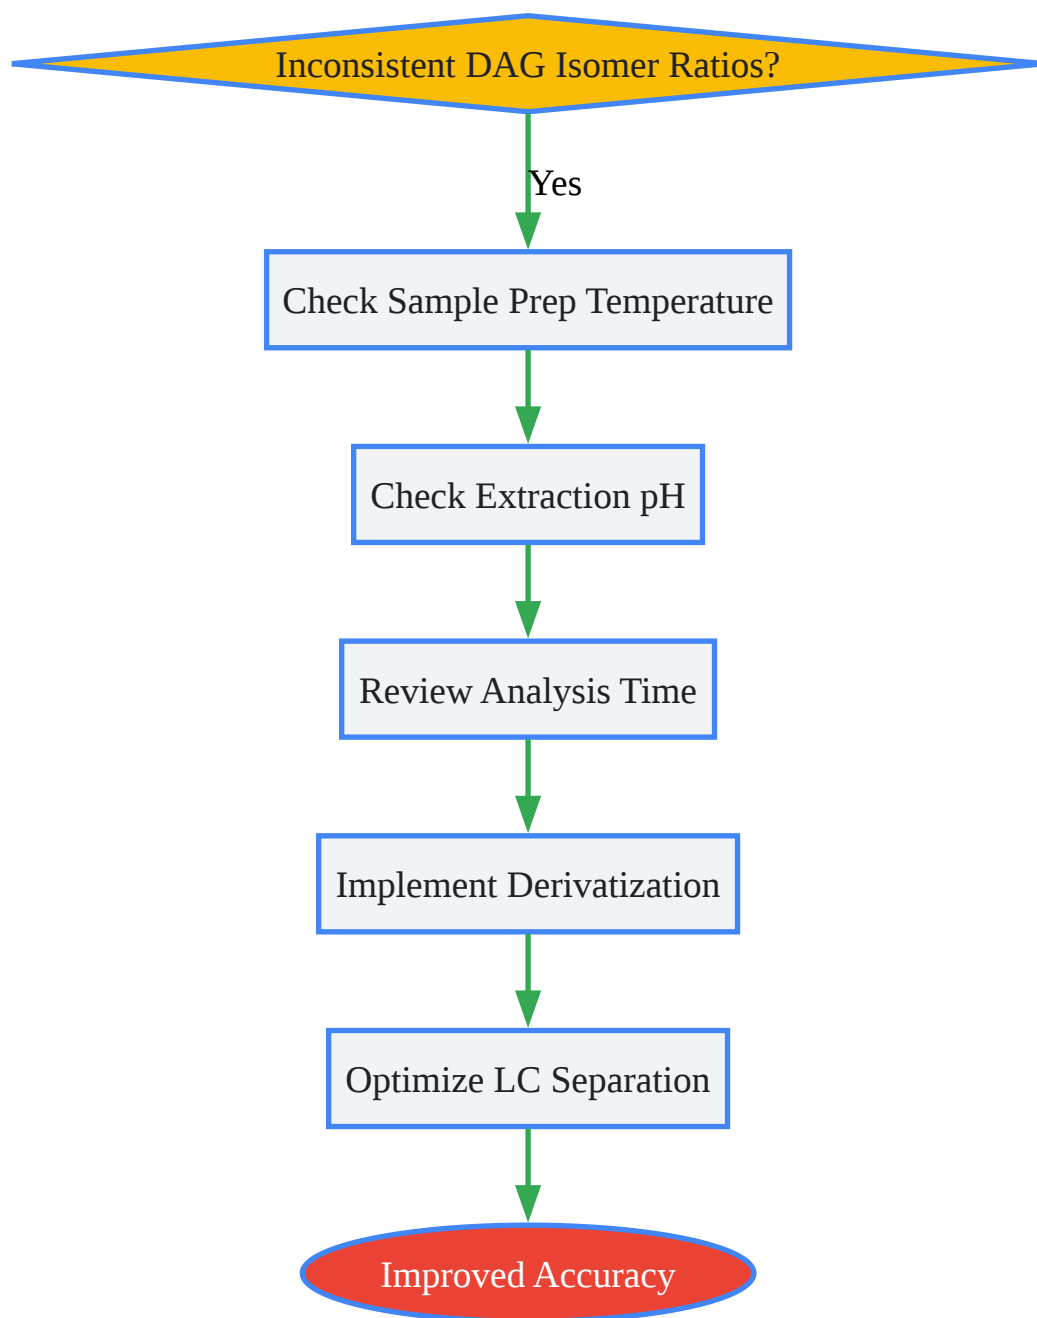 Inconsistent DAG Isomer Ratios?
Yes
Check Sample Prep Temperature
Check Extraction pH
Review Analysis Time
Implement Derivatization
Optimize LC Separation
Improved Accuracy